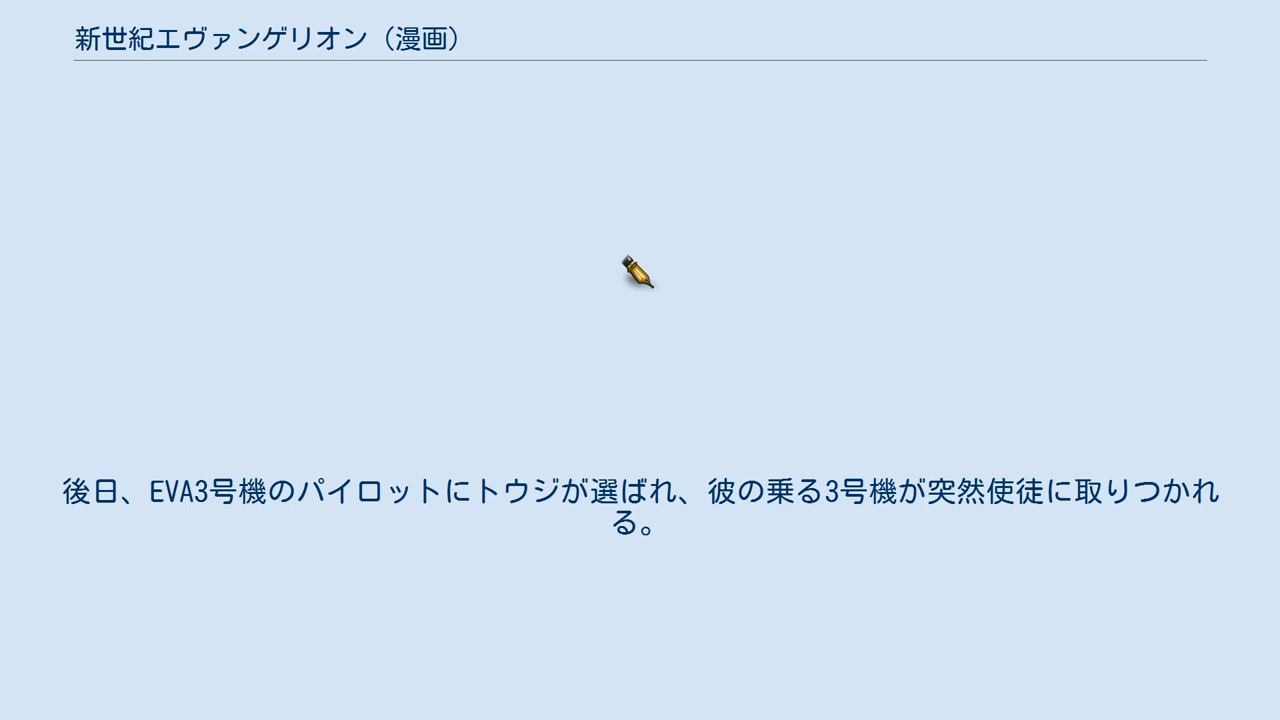 新世紀エヴァンゲリオン（漫画）
後日、EVA3号機のパイロットにトウジが選ばれ、彼の乗る3号機が突然使徒に取りつかれ
る。